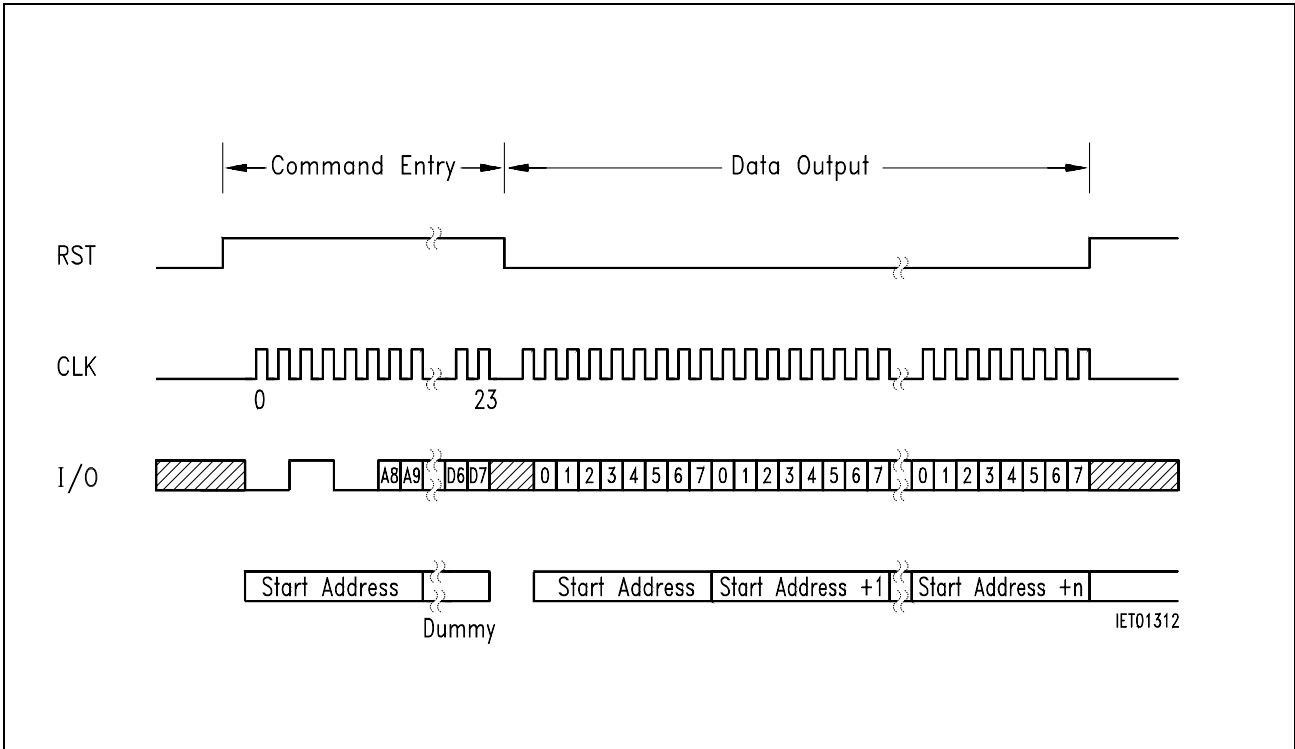 Command Entry
Data Output
RST
CLK
0
23
I/O
A8 A9 D6 D7 0 1 2 3 4 5 6 7 0 1 2 3 4 5 6 7 0 1 2 3 4 5 6 7
Start Address
Start Address
Start Address +1
Start Address +n
Dummy
IET01312